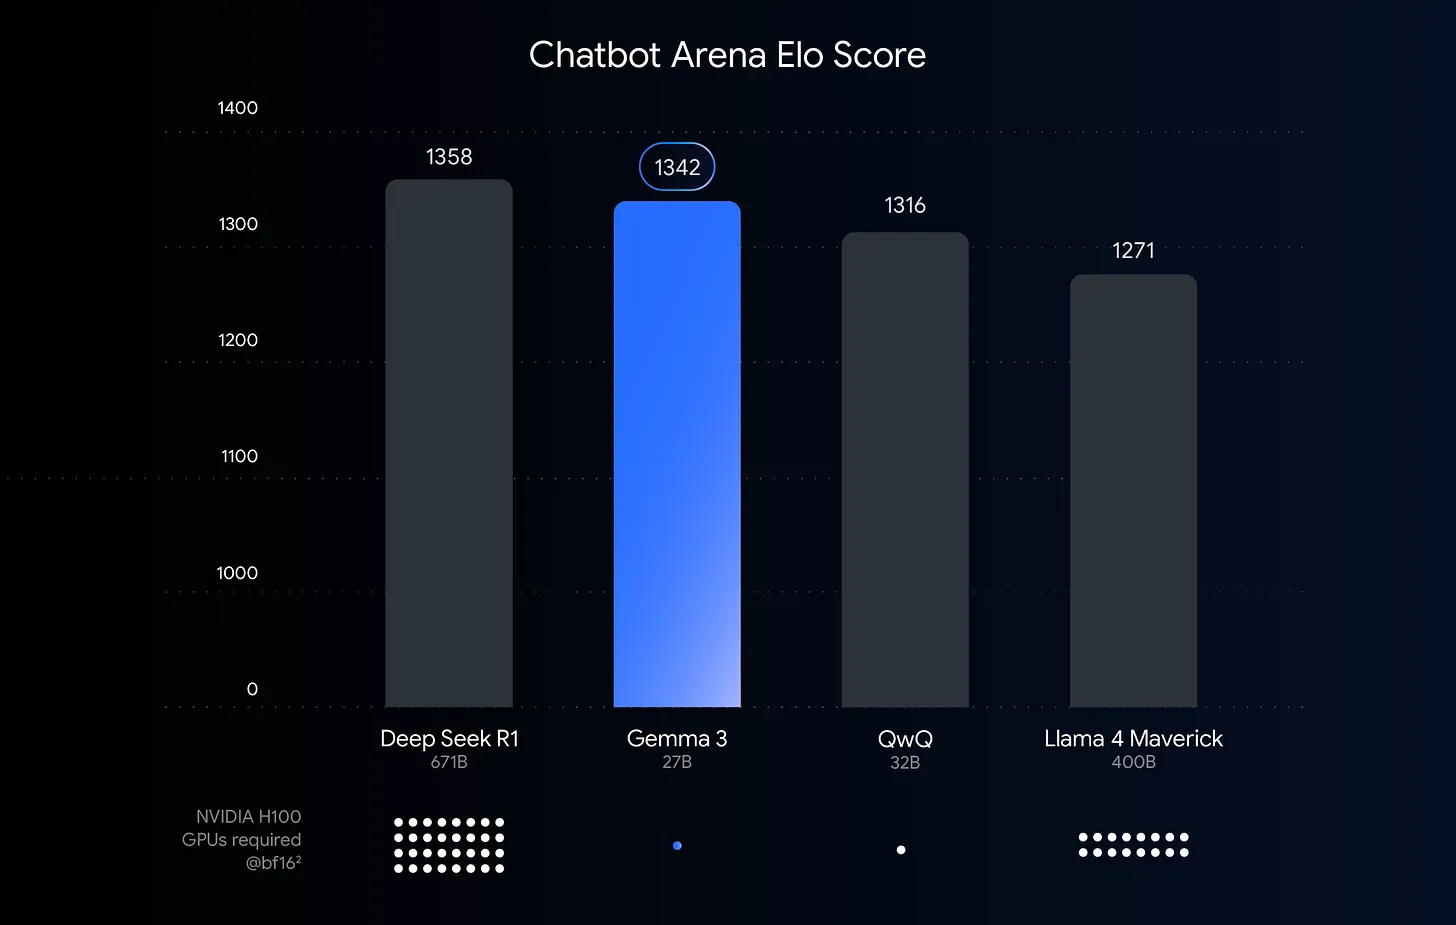 Chatbot Arena Elo Score
1400
1358
1342
1316
1300
1271
1200
1100
1000
0
Deep Seek R1
Gemma 3
QwQ
Llama 4 Maverick
671B
27B
32B
400B
NVIDIA H100
GPUs required
@bf16²